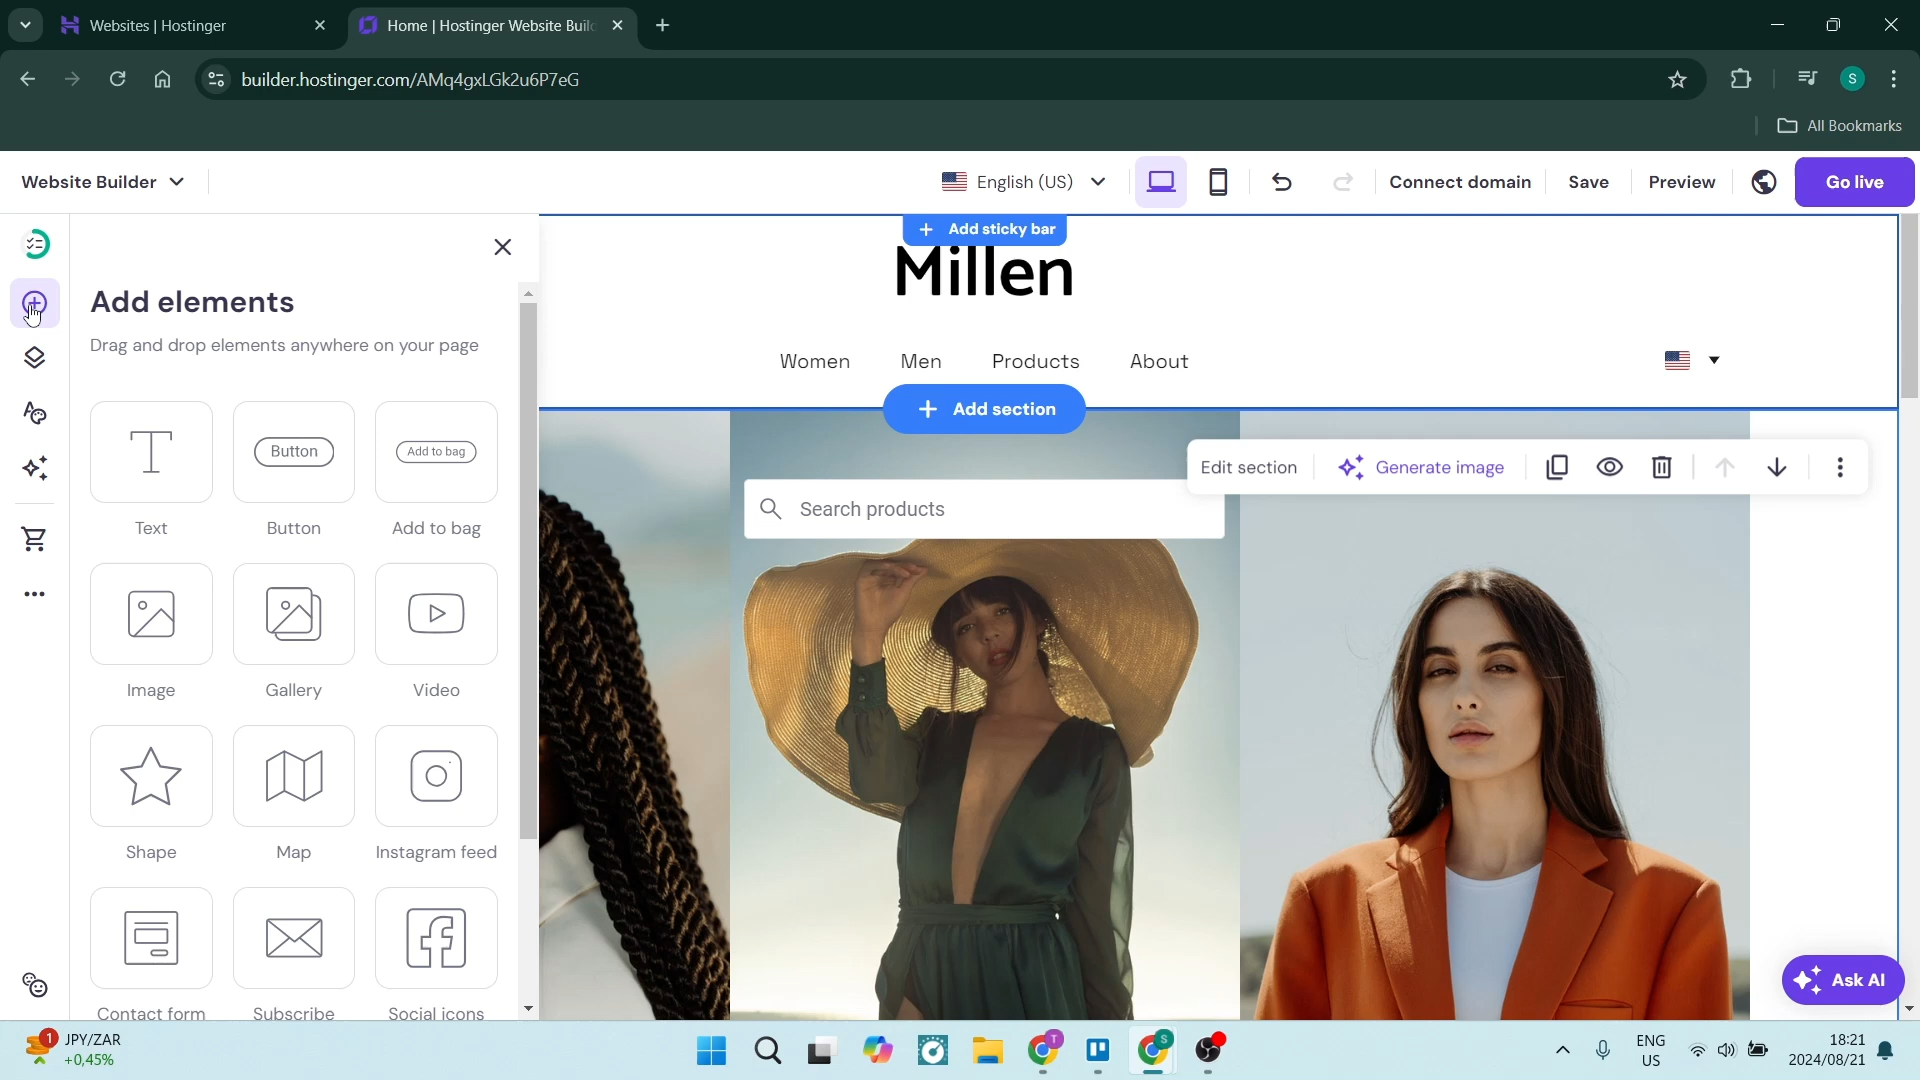 Websites | Hostinger
Home | Hostinger Website Buil
builder.hostinger.com/AMq4gxLGk2u6P7eG
S
All Bookmarks
Website Builder
English (US)
Connect domain
Save
Preview
Go live
Add sticky bar
Millen
Women
Men
Products
About
Add section
Edit section
Generate image
Search products
Add elements
Drag and drop elements anywhere on your page
Button
Add to bag
Text
Button
Add to bag
Image
Gallery
Video
Shape
Map
Instagram feed
Contact form
Subscribe
Social icons
Ask AI
1
JPY/ZAR
+0,45%
T
S
ENG
US
18:21
2024/08/21